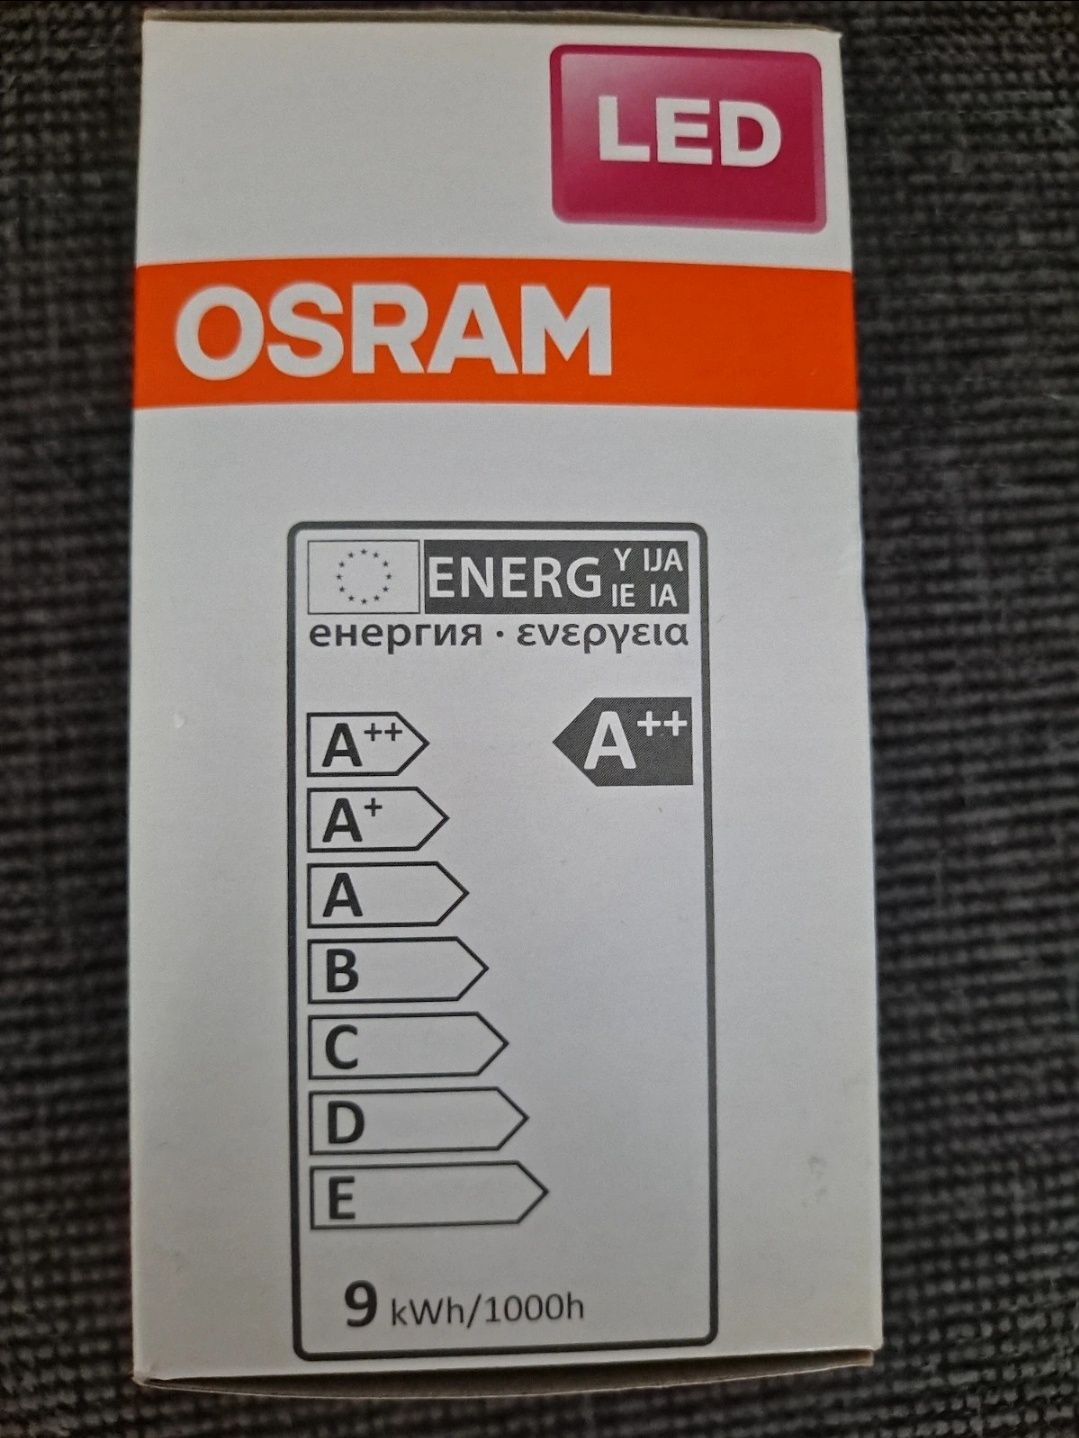 LED
OSRAM
ENERG Y IJA
IE IA
енергия · ενεργεια
A++ A++
A+
A
B
C
D
E
9 kWh/1000h